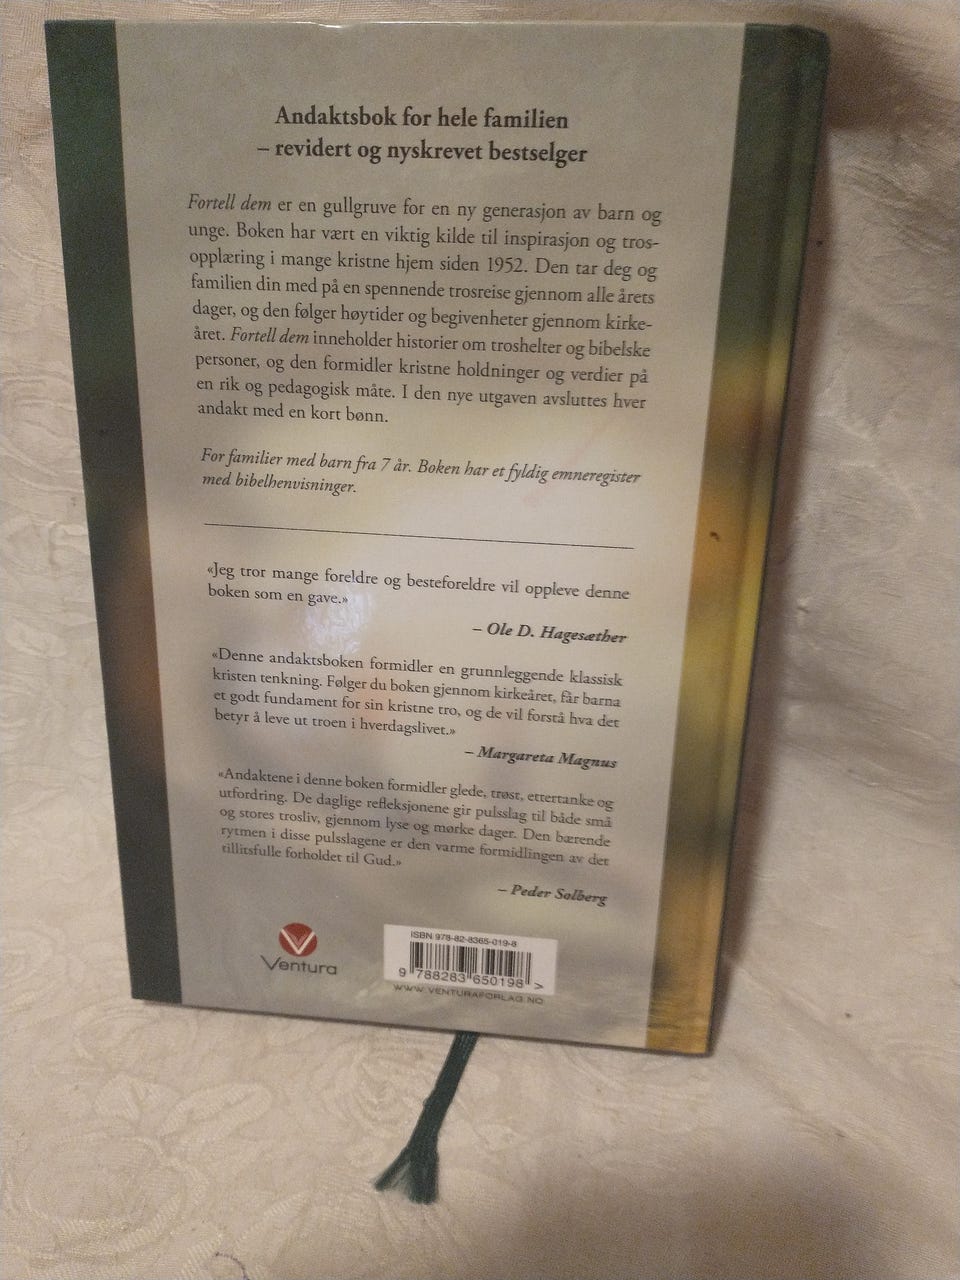 Andaktsbok for hele familien
– revidert og nyskrevet bestselger
Fortell dem er en gullgruve for en ny generasjon av barn og
unge. Boken har vært en viktig kilde til inspirasjon og tros-
opplæring i mange kristne hjem siden 1952. Den tar deg og
familien din med på en spennende trosreise gjennom alle årets
dager, og den følger høytider og begivenheter gjennom kirke-
året. Fortell dem inneholder historier om troshelter og bibelske
personer, og den formidler kristne holdninger og verdier på
en rik og pedagogisk måte. I den nye utgaven avsluttes hver
andakt med en kort bønn.
For familier med barn fra 7 år. Boken har et fyldig emneregister
med bibelhenvisninger.
«Jeg tror mange foreldre og besteforeldre vil oppleve denne
boken som en gave.»
– Ole D. Hagesæther
«Denne andaktsboken formidler en grunnleggende klassisk
kristen tenkning. Følger du boken gjennom kirkeåret, får barna
et godt fundament for sin kristne tro, og de vil forstå hva det
betyr å leve ut troen i hverdagslivet.»
– Margareta Magnus
«Andaktene i denne boken formidler glede, trøst, ettertanke og
utfordring. De daglige refleksjonene gir pulsslag til både små
og stores trosliv, gjennom lyse og mørke dager. Den bærende
rytmen i disse pulsslagene er den varme formidlingen av det
tillitsfulle forholdet til Gud.»
– Peder Solberg
Ventura
ISBN 978-82-8365-019-8
9 788283 650198 >
WWW.VENTURAFORLAG.NO